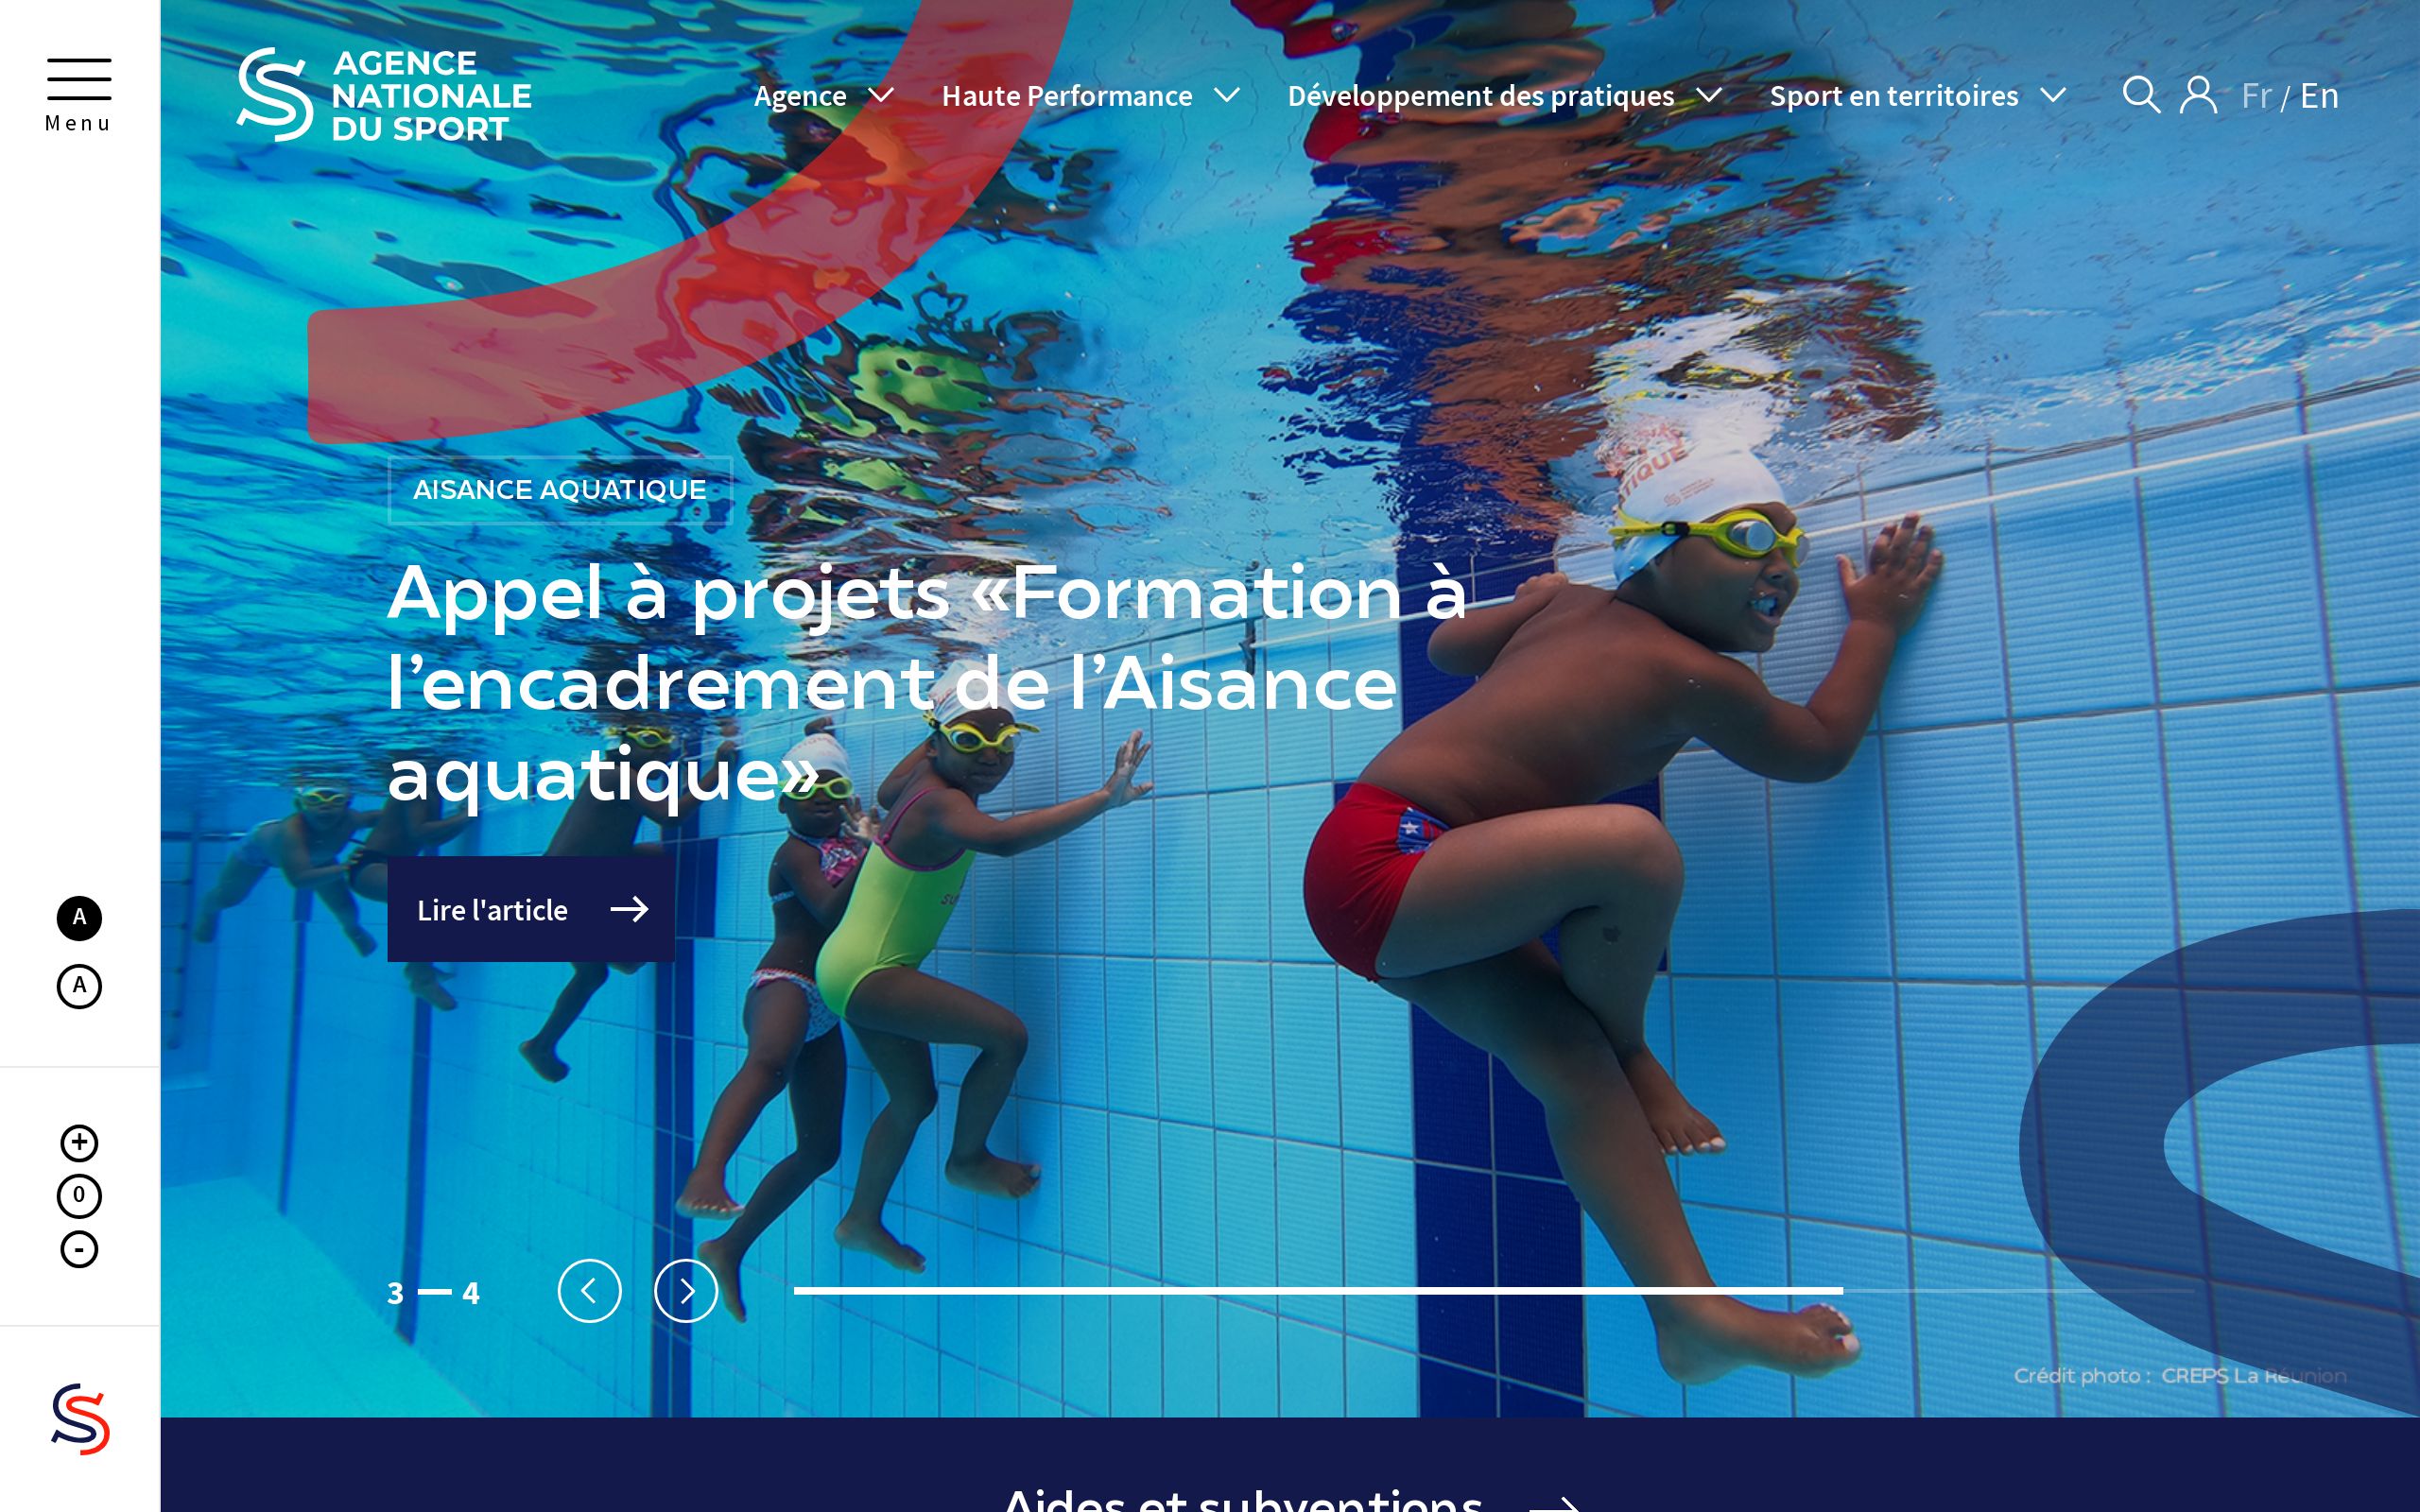 Menu
AGENCE
NATIONALE
DU SPORT
Agence
Haute Performance
Développement des pratiques
Sport en territoires
Fr / En
AISANCE AQUATIQUE
Appel à projets «Formation à
l’encadrement de l’Aisance
aquatique»
Lire l'article
A
A
+
0
-
3 — 4
Crédit photo : CREPS La Réunion
Aides et subventions